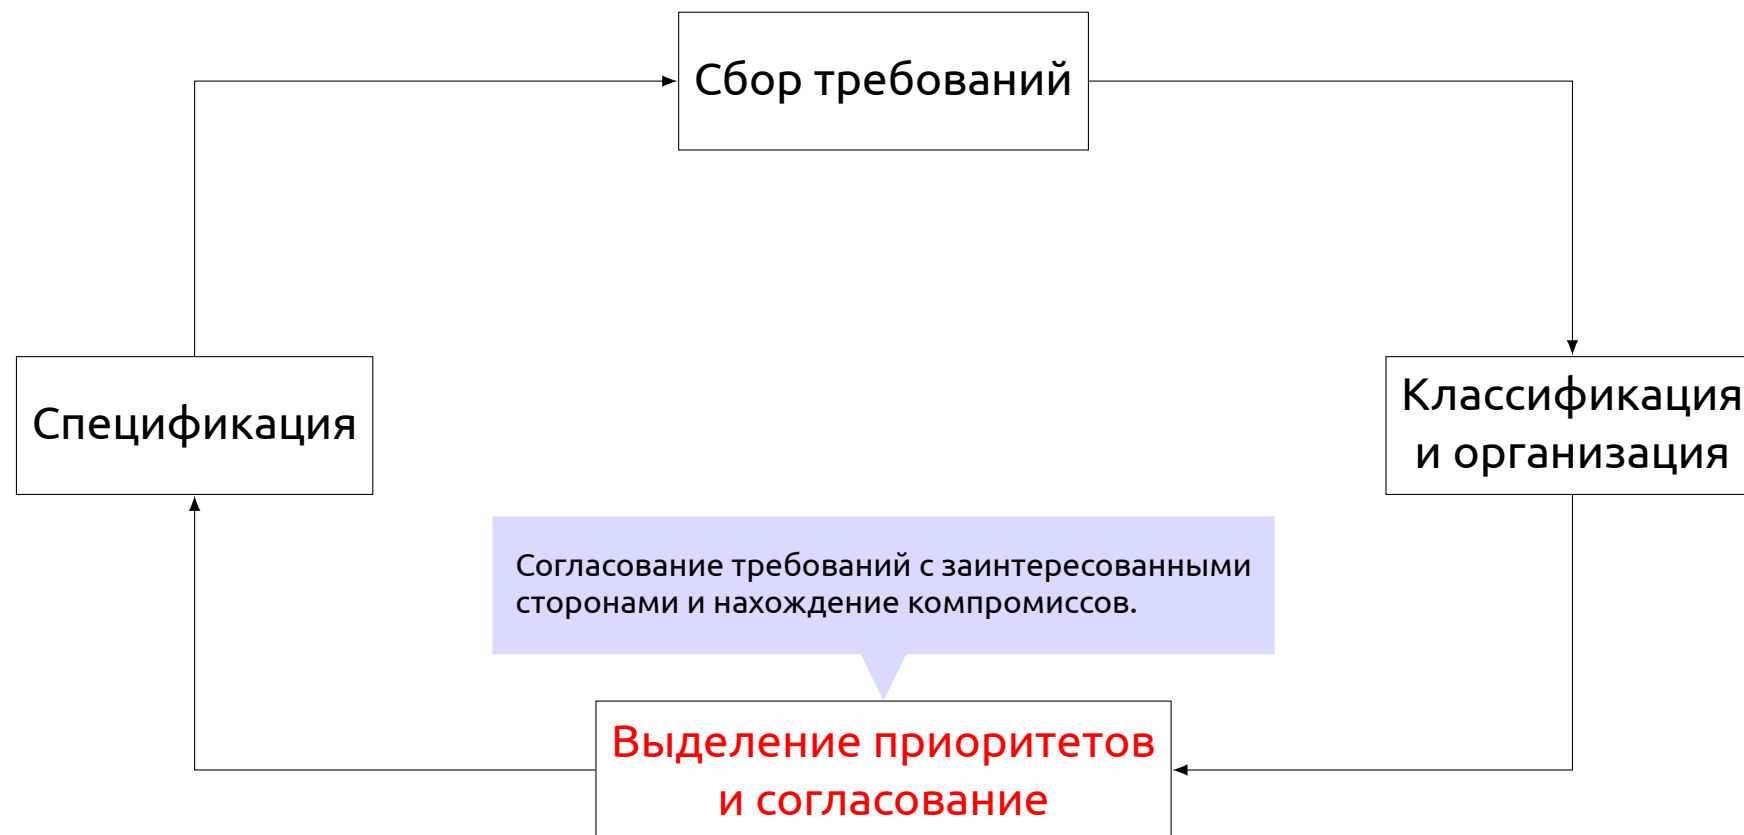 Сбор требований
Спецификация
Классификация
и организация
Согласование требований с заинтересованными
сторонами и нахождение компромиссов.
Выделение приоритетов
и согласование